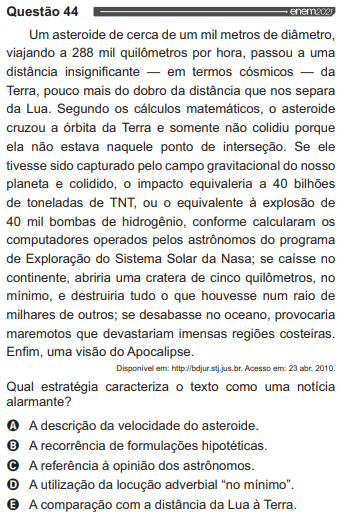 Questão 44
enem2021
Um asteroide de cerca de um mil metros de diâmetro,
viajando a 288 mil quilômetros por hora, passou a uma
distância insignificante — em termos cósmicos — da
Terra, pouco mais do dobro da distância que nos separa
da Lua. Segundo os cálculos matemáticos, o asteroide
cruzou a órbita da Terra e somente não colidiu porque
ela não estava naquele ponto de interseção. Se ele
tivesse sido capturado pelo campo gravitacional do nosso
planeta e colidido, o impacto equivaleria a 40 bilhões
de toneladas de TNT, ou o equivalente à explosão de
40 mil bombas de hidrogênio, conforme calcularam os
computadores operados pelos astrônomos do programa
de Exploração do Sistema Solar da Nasa; se caísse no
continente, abriria uma cratera de cinco quilômetros, no
mínimo, e destruiria tudo o que houvesse num raio de
milhares de outros; se desabasse no oceano, provocaria
maremotos que devastariam imensas regiões costeiras.
Enfim, uma visão do Apocalipse.
Disponível em: http://bdjur.stj.jus.br. Acesso em: 23 abr. 2010.
Qual estratégia caracteriza o texto como uma notícia
alarmante?
A A descrição da velocidade do asteroide.
B A recorrência de formulações hipotéticas.
C A referência à opinião dos astrônomos.
D A utilização da locução adverbial “no mínimo”.
E A comparação com a distância da Lua à Terra.